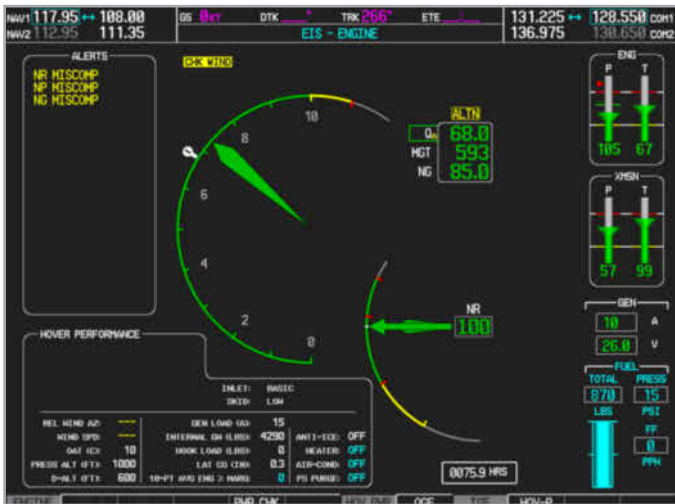 NAV1 117.95 ↔ 108.00
NAV2 112.95 111.35
GS 0KT DTK ___° TRK 266° ETE __:__
EIS - ENGINE
131.225 ↔ 128.550 COM1
136.975 130.650 COM2
ALERTS
NR MISCOMP
NP MISCOMP
NG MISCOMP
CHK WIND
10
8
6
4
2
0
ALTN
Q% 68.0
MGT 593
NG 85.0
NR
100
ENG
P T
105 67
XMSN
P T
57 99
GEN
10 A
26.0 V
FUEL
TOTAL PRESS
870 15
LBS PSI
FF
0
PPH
HOVER PERFORMANCE
INLET: BASIC
SKID: LOW
REL WIND AZ: ---
WIND SPD: ---
OAT (C): 10
PRESS ALT (FT): 1000
D-ALT (FT): 600
GEN LOAD (A): 15
INTERNAL GW (LBS): 4290
HOOK LOAD (LBS): 0
LAT CG (IN): 0.3
10-PT AVG ENG % MARG: 0
ANTI-ICE: OFF
HEATER: OFF
AIR-COND: OFF
PS PURGE: OFF
0075.9 HRS
ENGINE PWR CHK HOV PWR OGE IGE HOV-P